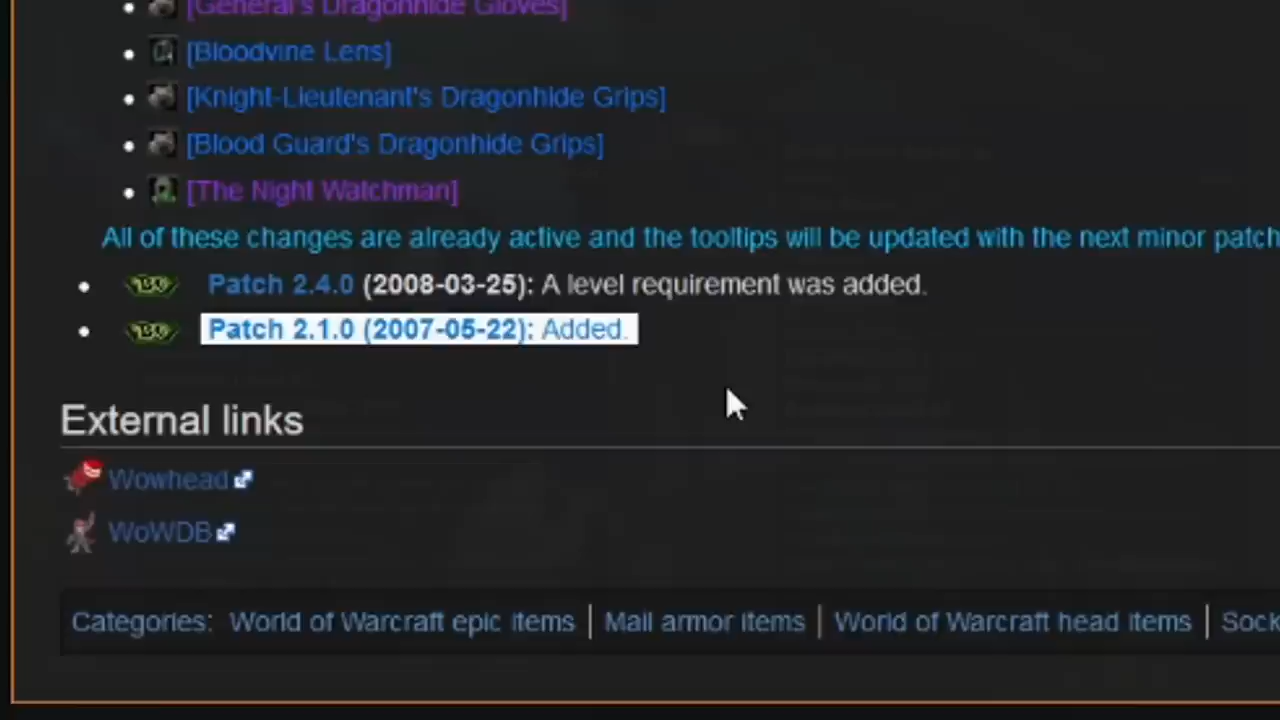 [General's Dragonhide Gloves]
[Bloodvine Lens]
[Knight-Lieutenant's Dragonhide Grips]
[Blood Guard's Dragonhide Grips]
[The Night Watchman]
All of these changes are already active and the tooltips will be updated with the next minor patch
Patch 2.4.0 (2008-03-25): A level requirement was added.
Patch 2.1.0 (2007-05-22): Added.
External links
Wowhead
WoWDB
Categories: World of Warcraft epic items | Mail armor items | World of Warcraft head items | Sock